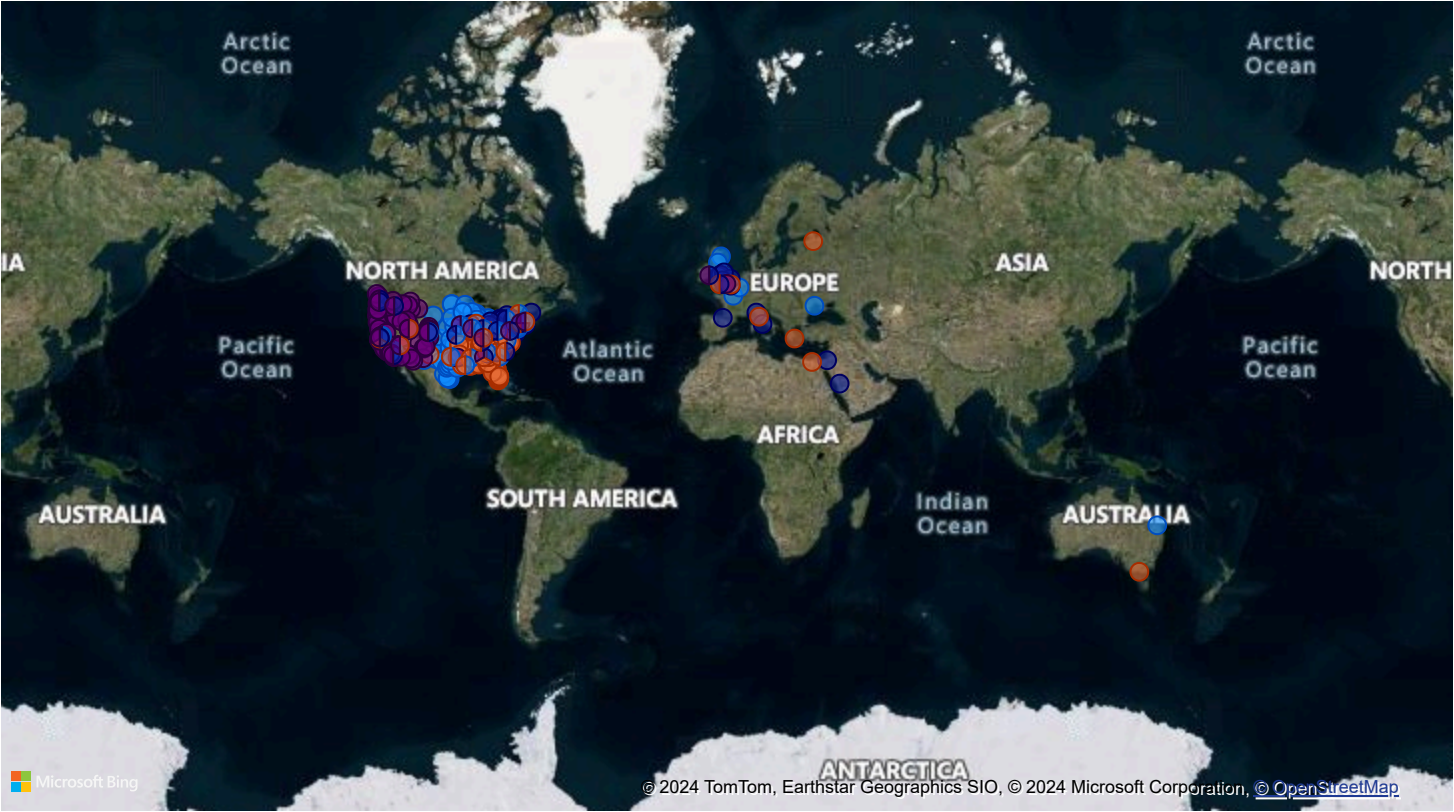 Arctic
Ocean
Arctic
Ocean
IA
NORTH AMERICA
EUROPE
ASIA
NORTH
Pacific
Ocean
Atlantic
Ocean
Pacific
Ocean
AFRICA
SOUTH AMERICA
Indian
Ocean
AUSTRALIA
AUSTRALIA
ANTARCTICA
Microsoft Bing
© 2024 TomTom, Earthstar Geographics SIO, © 2024 Microsoft Corporation, © OpenStreetMap